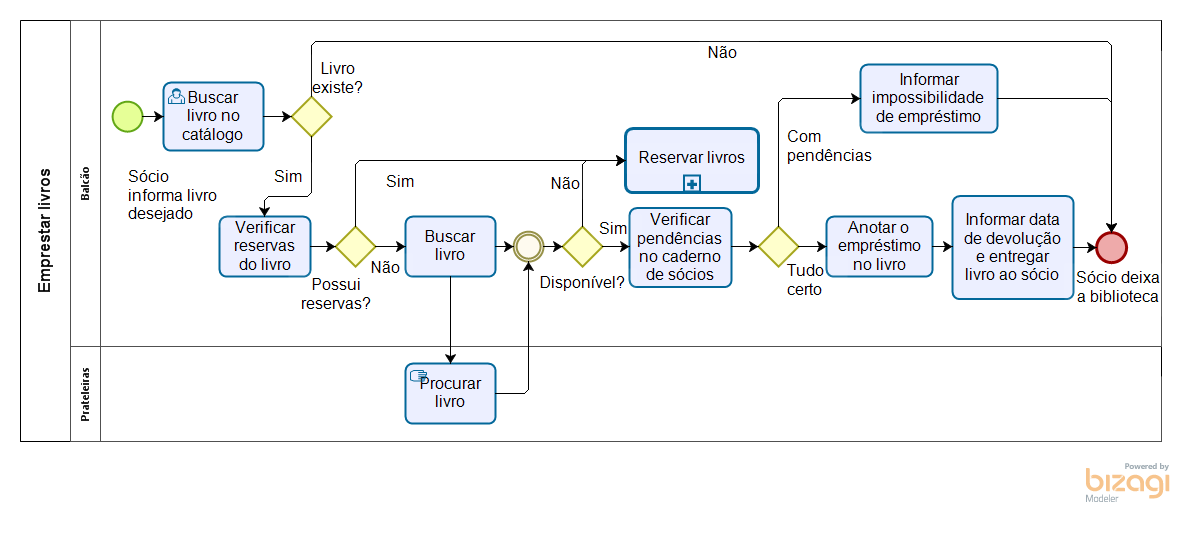 Emprestar livros
Balcão
Prateleiras
Sócio
informa livro
desejado
Buscar
livro no
catálogo
Livro
existe?
Não
Sim
Verificar
reservas
do livro
Possui
reservas?
Sim
Não
Buscar
livro
Procurar
livro
Disponível?
Não
Sim
Reservar livros
Verificar
pendências
no caderno
de sócios
Com
pendências
Tudo
certo
Informar
impossibilidade
de empréstimo
Anotar o
empréstimo
no livro
Informar data
de devolução
e entregar
livro ao sócio
Sócio deixa
a biblioteca
Powered by
bizagi
Modeler